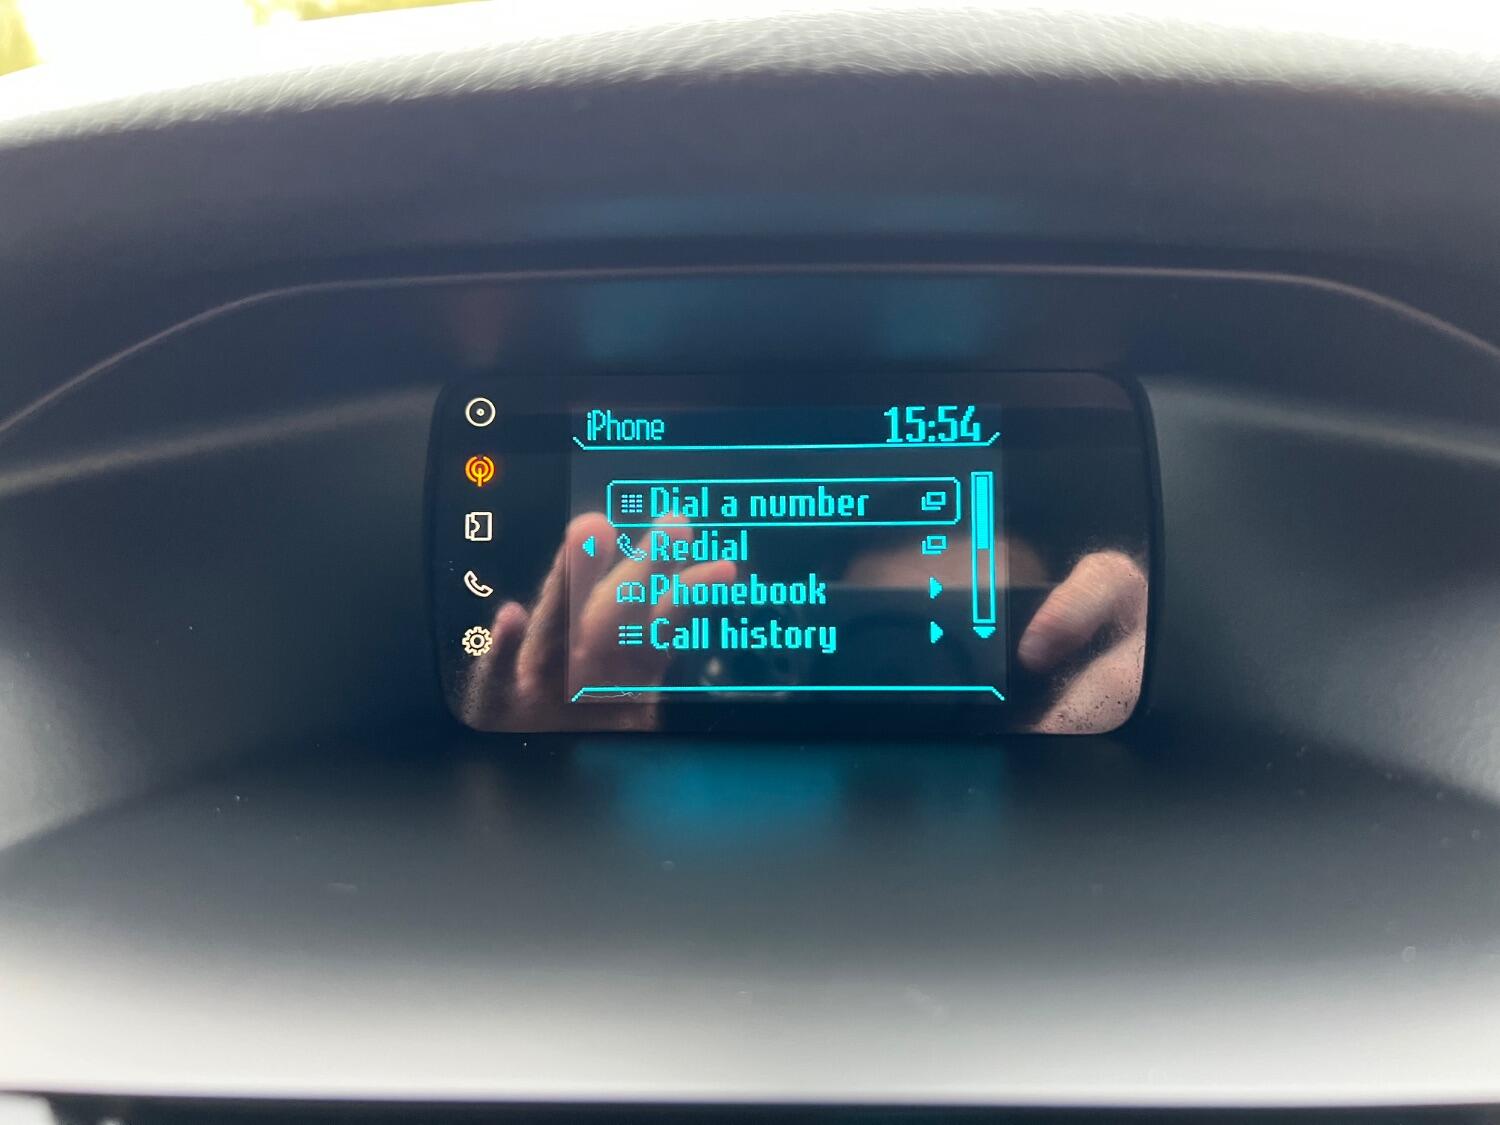 iPhone 15:54
Dial a number
Redial
Phonebook
Call history